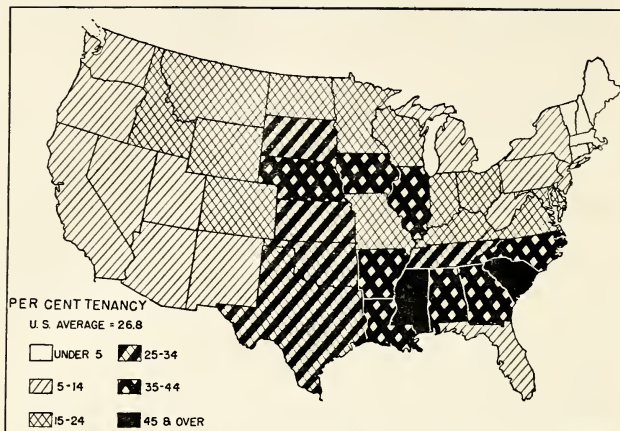 PER CENT TENANCY
U.S. AVERAGE = 26.8
UNDER 5
5-14
15-24
25-34
35-44
45 & OVER